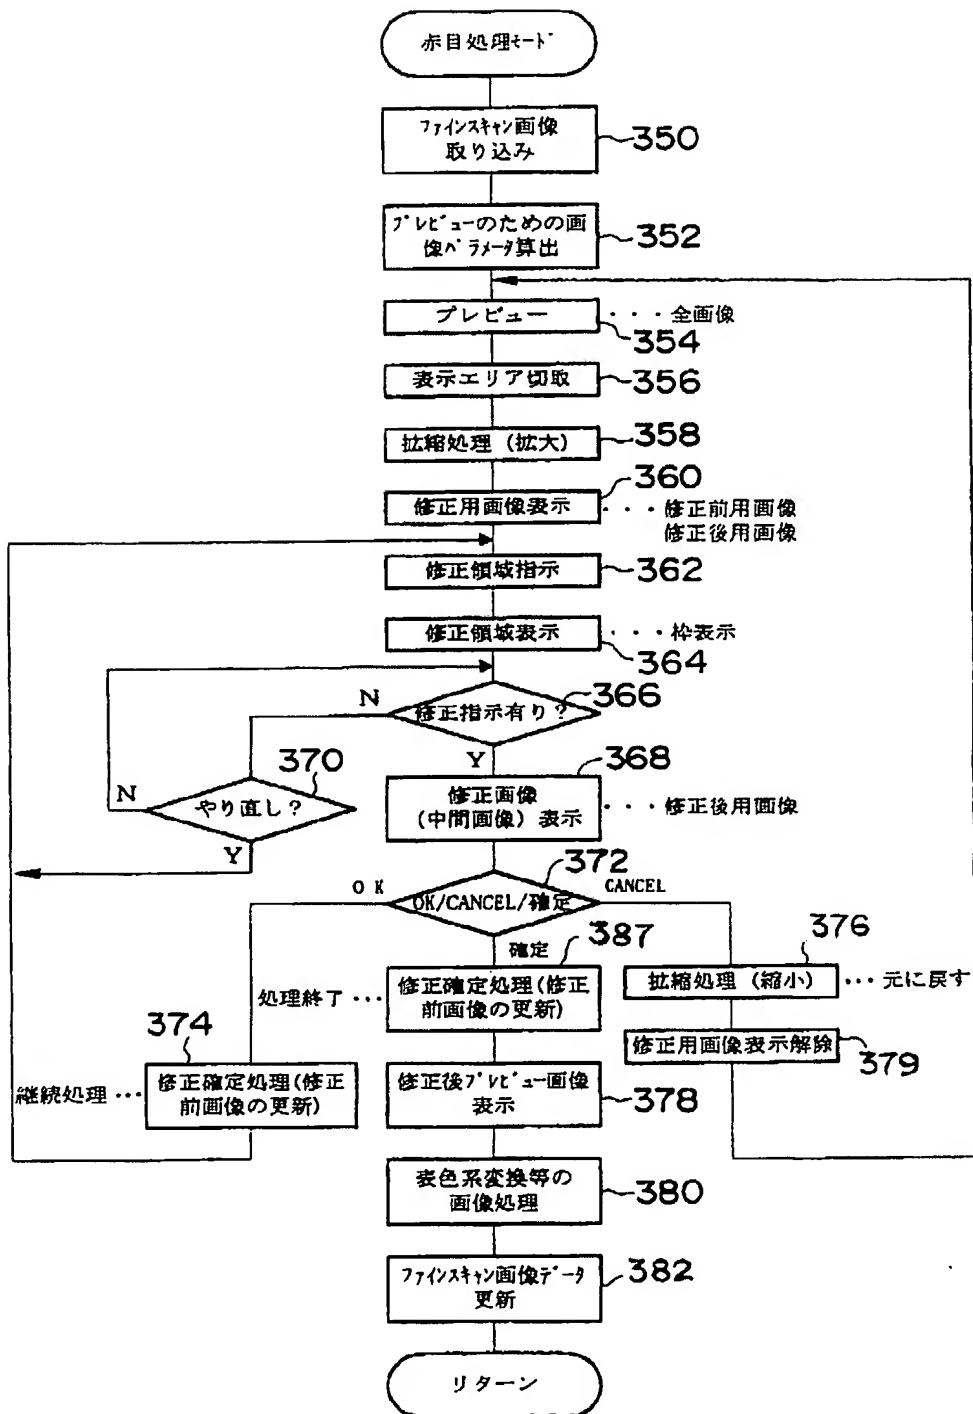 赤目処理ﾓｰﾄﾞ
ﾌｧｲﾝｽｷｬﾝ画像
取り込み
350
ﾌﾟﾚﾋﾞｭｰのための画
像ﾊﾟﾗﾒｰﾀ算出
352
プレビュー
・・・全画像
354
表示エリア切取
356
拡縮処理（拡大）
358
360
修正用画像表示
・・・修正前用画像
修正後用画像
修正領域指示
362
修正領域表示
・・・枠表示
364
N
修正指示有り？
366
Y
370
N
やり直し？
Y
368
修正画像
（中間画像）表示
・・・修正後用画像
372
OK
OK/CANCEL/確定
CANCEL
確定
387
376
処理終了・・・
修正確定処理(修正
前画像の更新)
拡縮処理（縮小）
・・・元に戻す
374
修正用画像表示解除
379
継続処理・・・
修正確定処理(修正
前画像の更新)
修正後ﾌﾟﾚﾋﾞｭｰ画像
表示
378
表色系変換等の
画像処理
380
ﾌｧｲﾝｽｷｬﾝ画像ﾃﾞｰﾀ
更新
382
リターン